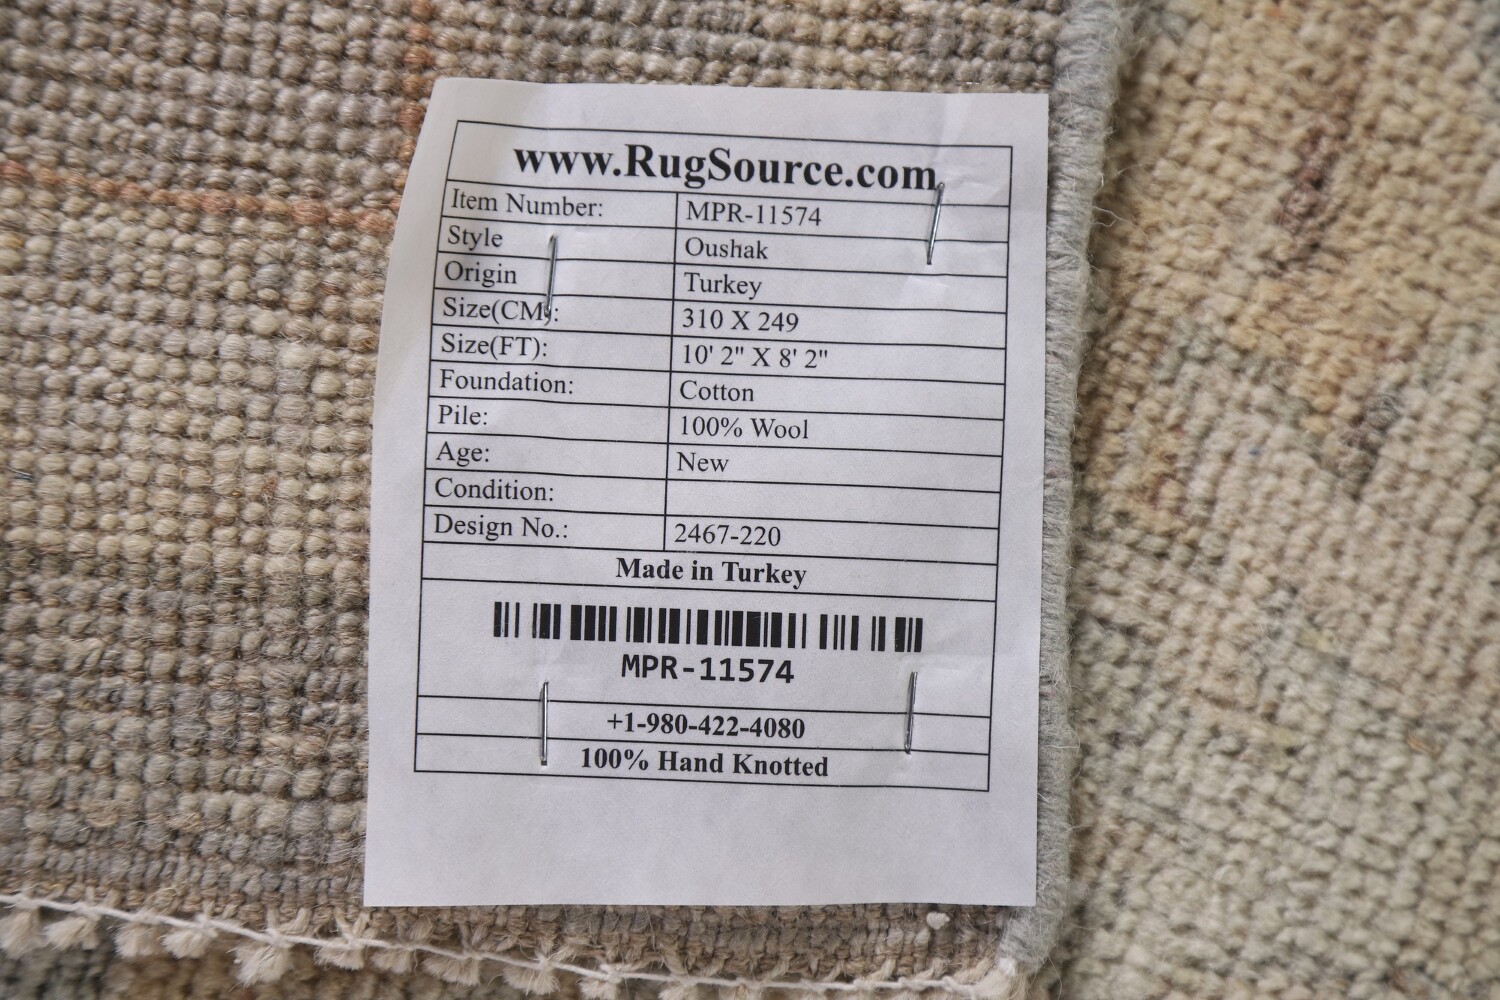 www.RugSource.com
Item Number: MPR-11574
Style Oushak
Origin Turkey
Size(CM): 310 X 249
Size(FT): 10' 2" X 8' 2"
Foundation: Cotton
Pile: 100% Wool
Age: New
Condition:
Design No.: 2467-220
Made in Turkey
MPR-11574
+1-980-422-4080
100% Hand Knotted